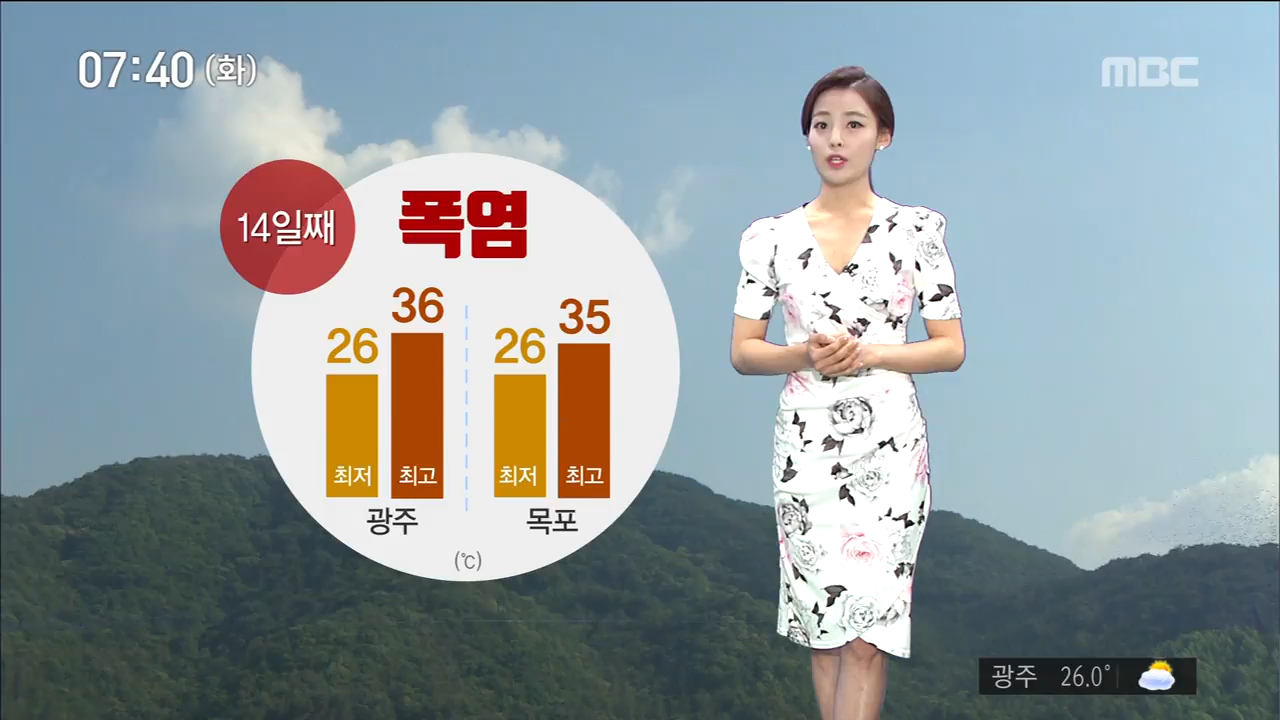 07:40 (화)
MBC
14일째
폭염
26 36 26 35
최저 최고 최저 최고
광주 목포
(℃)
광주 26.0°